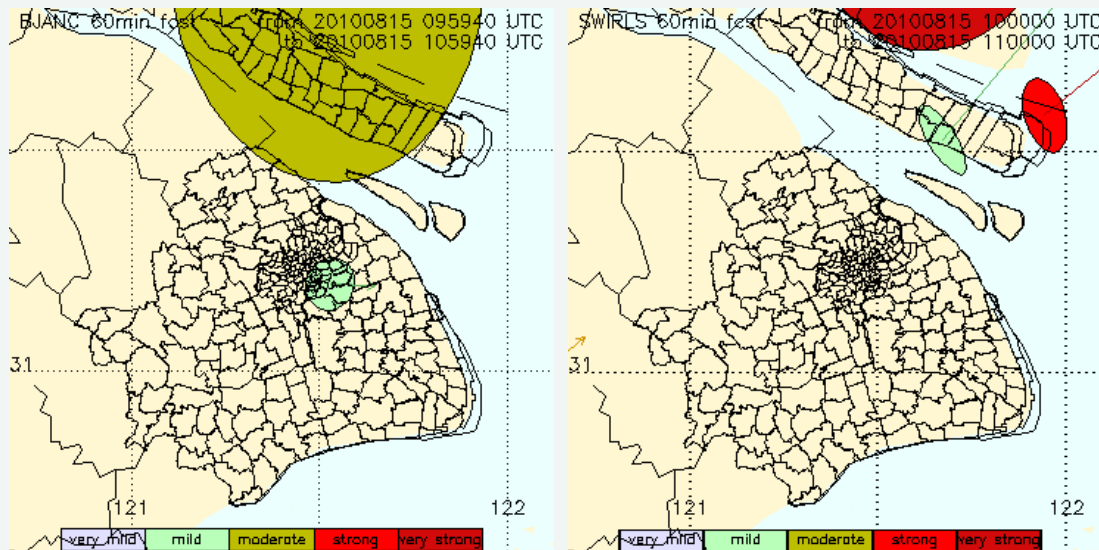 BJANC 60min fcst from 20100815 095940 UTC
to 20100815 105940 UTC
31
121
122
very mild mild moderate strong very strong
SWIRLS 60min fcst from 20100815 100000 UTC
to 20100815 110000 UTC
31
121
122
very mild mild moderate strong very strong